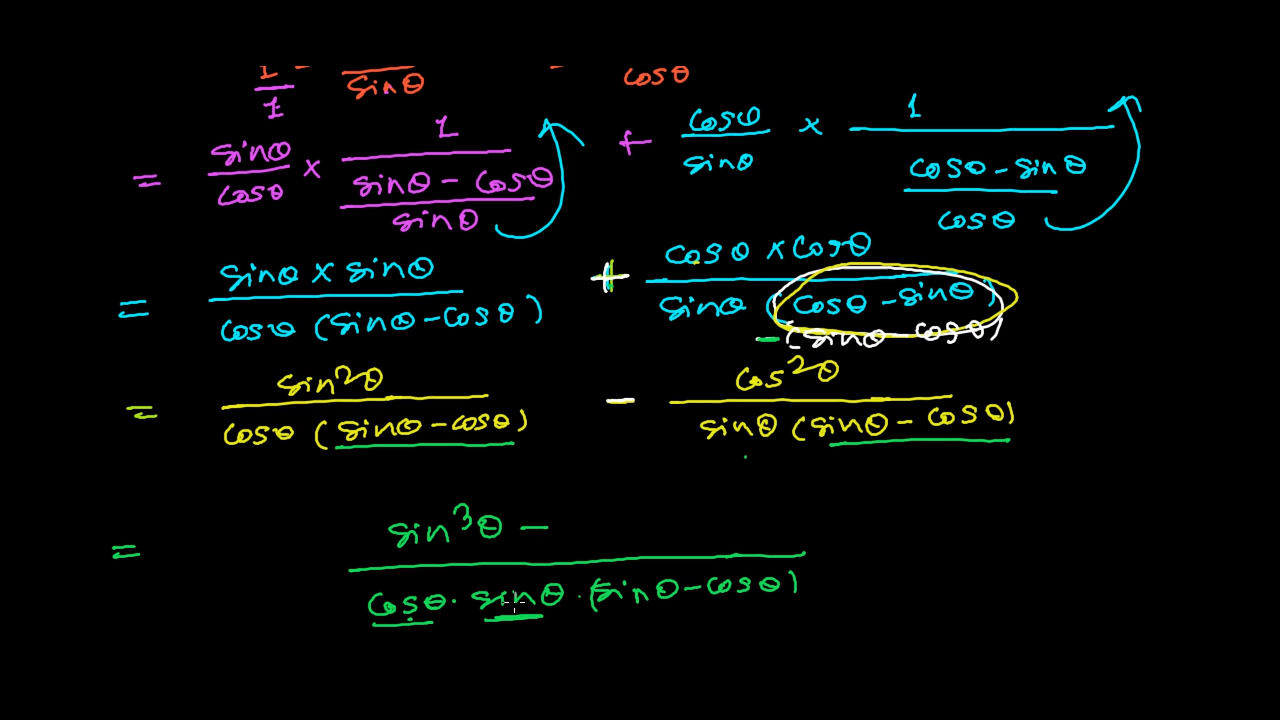 1 - / sinθ = / cosθ
1
= sinθ/cosθ × 1/((sinθ - cosθ)/sinθ) + cosθ/sinθ × 1/((cosθ - sinθ)/cosθ)
= (sinθ × sinθ)/(cosθ (sinθ - cosθ)) + (cosθ × cosθ)/(sinθ (cosθ - sinθ))
- (sinθ - cosθ)
= sin²θ/(cosθ (sinθ - cosθ)) - cos²θ/(sinθ (sinθ - cosθ))
= (sin³θ -)/(cosθ · sinθ · (sinθ - cosθ))